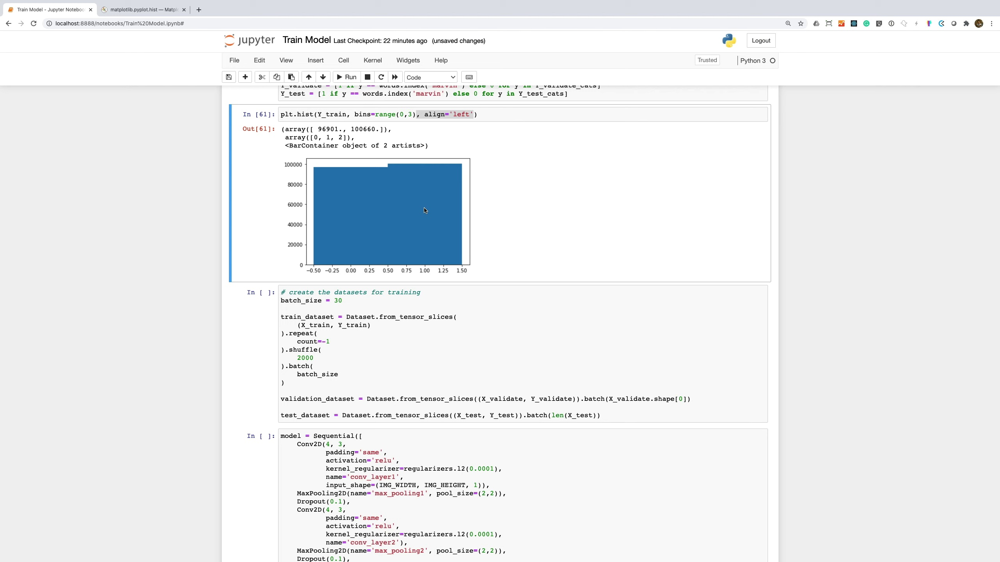 Train Model - Jupyter Noteboo
matplotlib.pyplot.hist — Matpl
localhost:8888/notebooks/Train%20Model.ipynb#
jupyter Train Model Last Checkpoint: 22 minutes ago (unsaved changes)
Logout
File Edit View Insert Cell Kernel Widgets Help
Trusted
Python 3
Run
Code
Y_validate = [1 if y == words.index('marvin') else 0 for y in Y_validate_cats]
Y_test = [1 if y == words.index('marvin') else 0 for y in Y_test_cats]
In [61]: plt.hist(Y_train, bins=range(0,3), align='left')
Out[61]: (array([ 96901., 100660.]),
array([0, 1, 2]),
<BarContainer object of 2 artists>)
100000
80000
60000
40000
20000
0
−0.50 −0.25 0.00 0.25 0.50 0.75 1.00 1.25 1.50
In [ ]: # create the datasets for training
batch_size = 30
train_dataset = Dataset.from_tensor_slices(
(X_train, Y_train)
).repeat(
count=-1
).shuffle(
2000
).batch(
batch_size
)
validation_dataset = Dataset.from_tensor_slices((X_validate, Y_validate)).batch(X_validate.shape[0])
test_dataset = Dataset.from_tensor_slices((X_test, Y_test)).batch(len(X_test))
In [ ]: model = Sequential([
Conv2D(4, 3,
padding='same',
activation='relu',
kernel_regularizer=regularizers.l2(0.0001),
name='conv_layer1',
input_shape=(IMG_WIDTH, IMG_HEIGHT, 1)),
MaxPooling2D(name='max_pooling1', pool_size=(2,2)),
Dropout(0.1),
Conv2D(4, 3,
padding='same',
activation='relu',
kernel_regularizer=regularizers.l2(0.0001),
name='conv_layer2'),
MaxPooling2D(name='max_pooling2', pool_size=(2,2)),
Dropout(0.1),